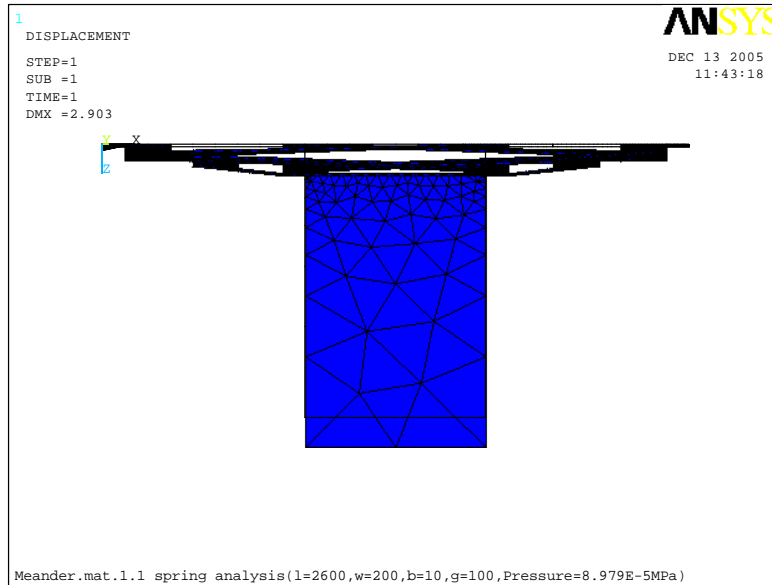 1
DISPLACEMENT
STEP=1
SUB =1
TIME=1
DMX =2.903
ANSYS
DEC 13 2005
11:43:18
Y
X
Z
Meander.mat.1.1 spring analysis(l=2600,w=200,b=10,g=100,Pressure=8.979E-5MPa)